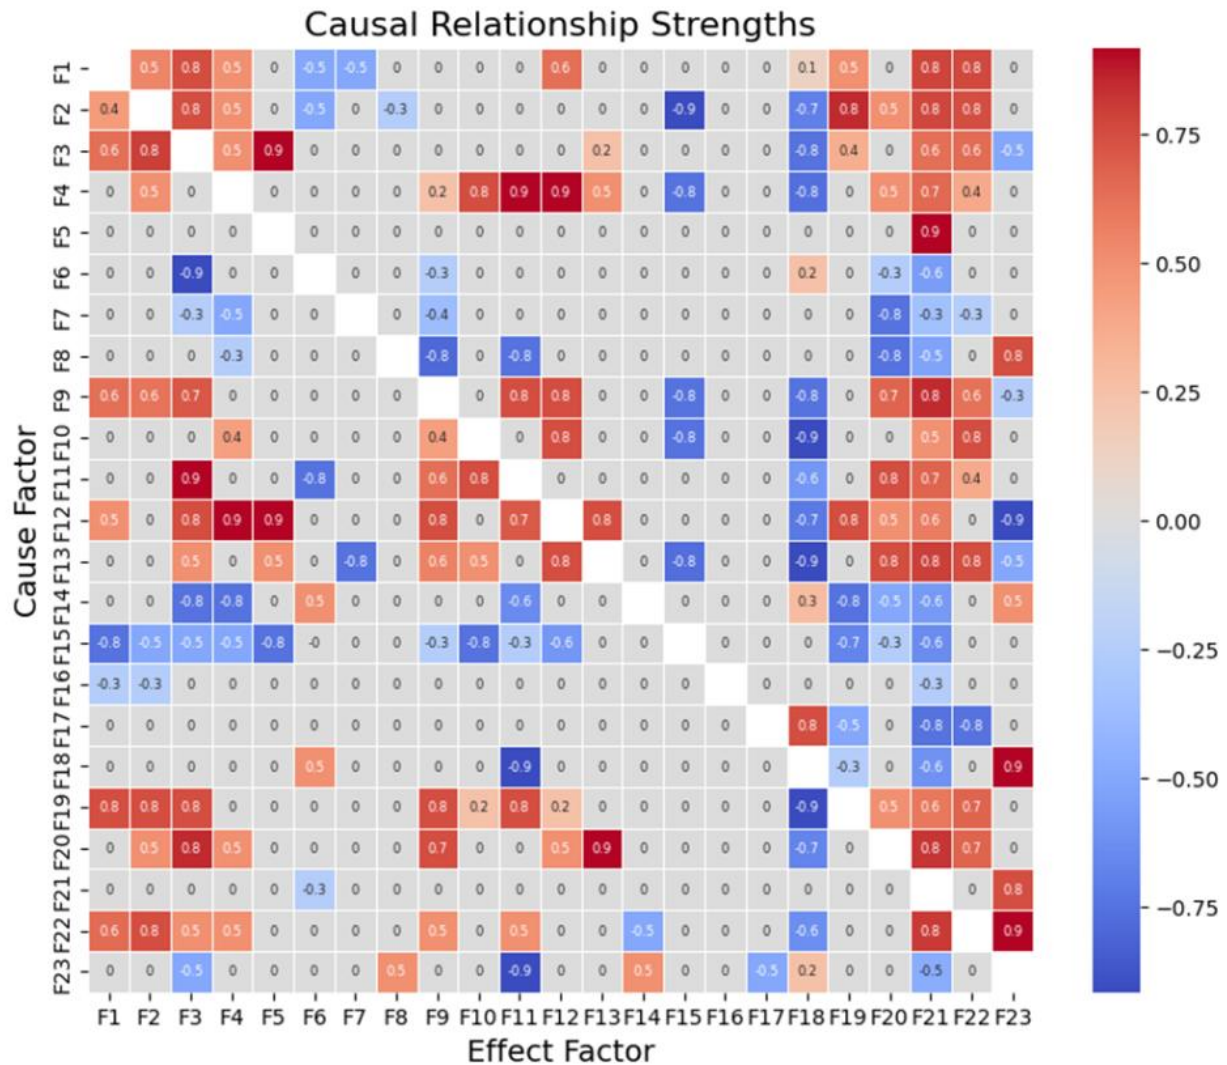 Causal Relationship Strengths
F1 0.5 0.8 0.5 0 -0.5 -0.5 0 0 0 0 0.6 0 0 0 0 0 0.1 0.5 0 0.8 0.8 0
F2 0.4 0.8 0.5 0 -0.5 0 -0.3 0 0 0 0 0 0 -0.9 0 0 -0.7 0.8 0.5 0.8 0.8 0
F3 0.6 0.8 0.5 0.9 0 0 0 0 0 0 0 0.2 0 0 0 0 -0.8 0.4 0 0.6 0.6 -0.5
F4 0 0.5 0 0 0 0 0 0.2 0.8 0.9 0.9 0.5 0 -0.8 0 0 -0.8 0 0.5 0.7 0.4 0
F5 0 0 0 0 0 0 0 0 0 0 0 0 0 0 0 0 0 0 0 0.9 0 0
F6 0 0 -0.9 0 0 0 0 -0.3 0 0 0 0 0 0 0 0 0.2 0 -0.3 -0.6 0 0
F7 0 0 -0.3 -0.5 0 0 0 -0.4 0 0 0 0 0 0 0 0 0 0 -0.8 -0.3 -0.3 0
F8 0 0 0 -0.3 0 0 0 -0.8 0 -0.8 0 0 0 0 0 0 0 0 -0.8 -0.5 0 0.8
F9 0.6 0.6 0.7 0 0 0 0 0 0 0.8 0.8 0 0 -0.8 0 0 -0.8 0 0.7 0.8 0.6 -0.3
F10 0 0 0 0.4 0 0 0 0 0.4 0 0.8 0 0 -0.8 0 0 -0.9 0 0 0.5 0.8 0
F11 0 0 0.9 0 0 -0.8 0 0 0.6 0.8 0 0 0 0 0 0 -0.6 0 0.8 0.7 0.4 0
F12 0.5 0 0.8 0.9 0.9 0 0 0 0.8 0 0.7 0.8 0 0 0 0 -0.7 0.8 0.5 0.6 0 -0.9
F13 0 0 0.5 0 0.5 0 -0.8 0 0.6 0.5 0 0.8 0 -0.8 0 0 -0.9 0 0.8 0.8 0.8 -0.5
F14 0 0 -0.8 -0.8 0 0.5 0 0 0 0 -0.6 0 0 0 0 0 0.3 -0.8 -0.5 -0.6 0 0.5
F15 -0.8 -0.5 -0.5 -0.5 -0.8 -0 0 0 -0.3 -0.8 -0.3 -0.6 0 0 0 0 0 -0.7 -0.3 -0.6 0 0
F16 -0.3 -0.3 0 0 0 0 0 0 0 0 0 0 0 0 0 0 0 0 0 -0.3 0 0
F17 0 0 0 0 0 0 0 0 0 0 0 0 0 0 0 0 0.8 -0.5 0 -0.8 -0.8 0
F18 0 0 0 0 0 0.5 0 0 0 0 -0.9 0 0 0 0 0 0 -0.3 0 -0.6 0 0.9
F19 0.8 0.8 0.8 0 0 0 0 0 0.8 0.2 0.8 0.2 0 0 0 0 0 -0.9 0.5 0.6 0.7 0
F20 0 0.5 0.8 0.5 0 0 0 0 0.7 0 0 0.5 0.9 0 0 0 0 -0.7 0 0.8 0.7 0
F21 0 0 0 0 0 -0.3 0 0 0 0 0 0 0 0 0 0 0 0 0 0 0 0.8
F22 0.6 0.8 0.5 0.5 0 0 0 0 0.5 0 0.5 0 0 -0.5 0 0 0 -0.6 0 0 0.8 0.9
F23 0 0 -0.5 0 0 0 0 0.5 0 0 -0.9 0 0 0.5 0 0 -0.5 0.2 0 0 -0.5 0
F1 F2 F3 F4 F5 F6 F7 F8 F9 F10 F11 F12 F13 F14 F15 F16 F17 F18 F19 F20 F21 F22 F23
Cause Factor
Effect Factor
0.75
0.50
0.25
0.00
−0.25
−0.50
−0.75